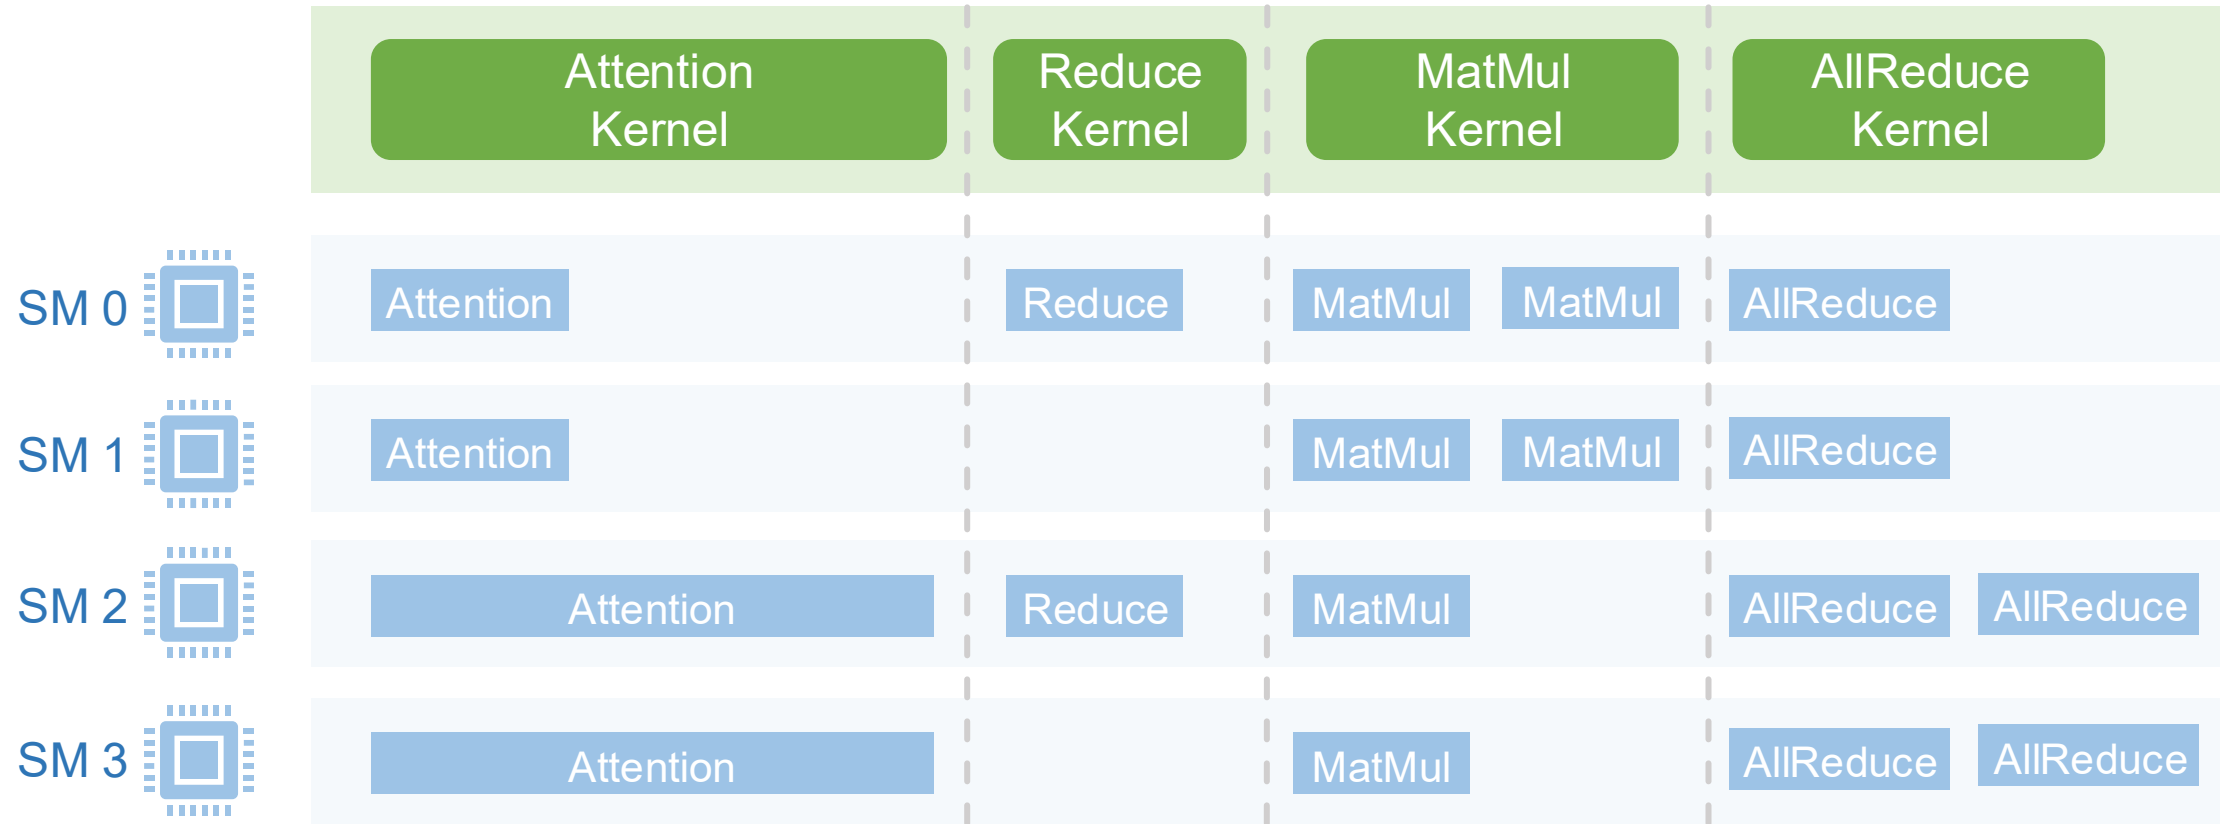 Attention
Kernel
Reduce
Kernel
MatMul
Kernel
AllReduce
Kernel
SM 0
Attention
Reduce
MatMul
MatMul
AllReduce
SM 1
Attention
MatMul
MatMul
AllReduce
SM 2
Attention
Reduce
MatMul
AllReduce
AllReduce
SM 3
Attention
MatMul
AllReduce
AllReduce